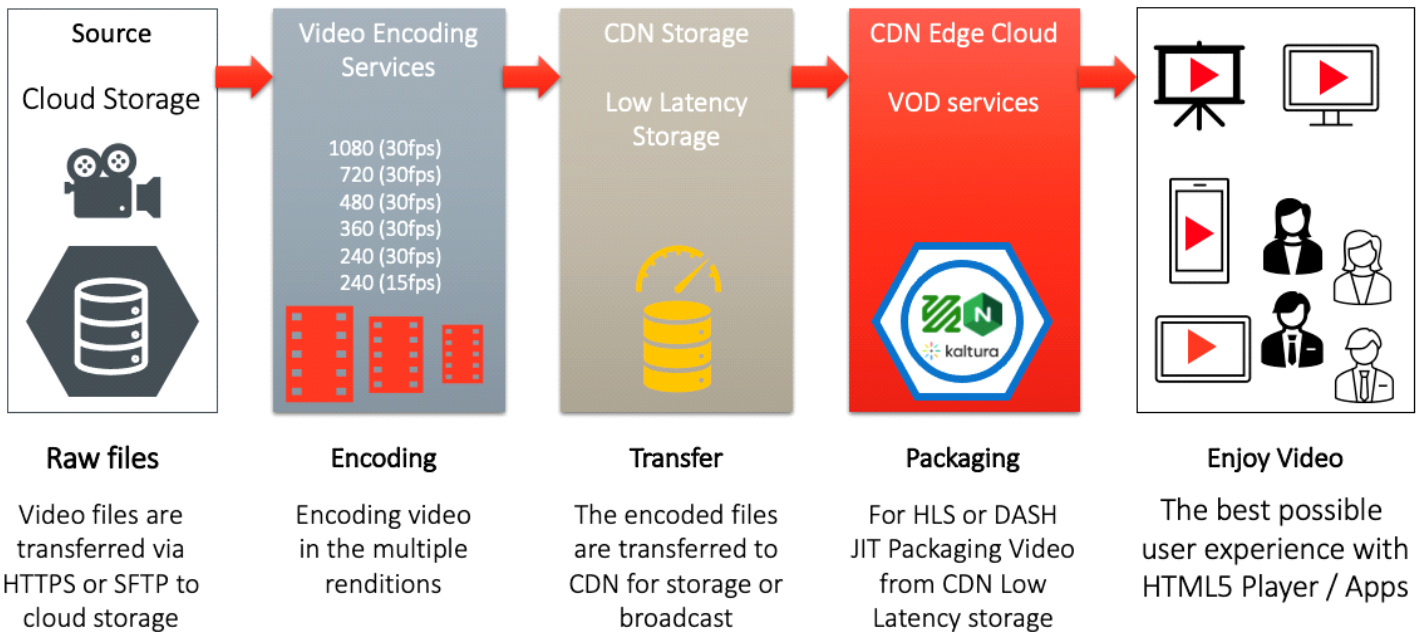 Source
Cloud Storage
Video Encoding
Services
1080 (30fps)
720 (30fps)
480 (30fps)
360 (30fps)
240 (30fps)
240 (15fps)
CDN Storage
Low Latency
Storage
CDN Edge Cloud
VOD services
N
kaltura
Raw files
Video files are
transferred via
HTTPS or SFTP to
cloud storage
Encoding
Encoding video
in the multiple
renditions
Transfer
The encoded files
are transferred to
CDN for storage or
broadcast
Packaging
For HLS or DASH
JIT Packaging Video
from CDN Low
Latency storage
Enjoy Video
The best possible
user experience with
HTML5 Player / Apps